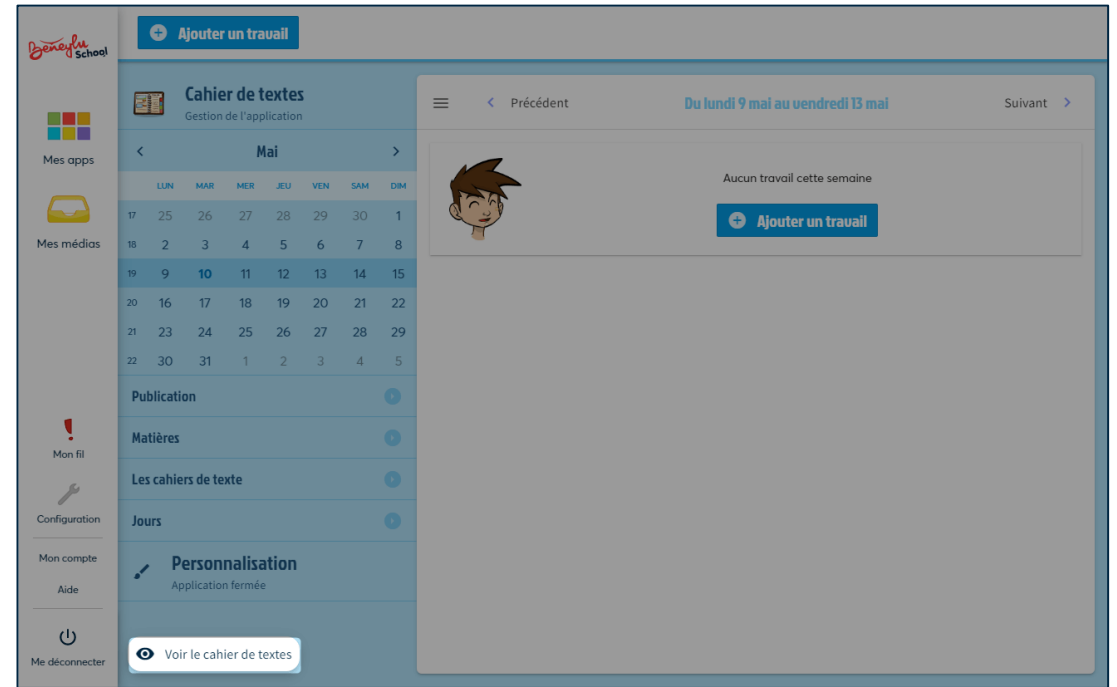 Beneylu
School
Mes apps
Mes médias
Mon fil
Configuration
Mon compte
Aide
Me déconnecter
Ajouter un travail
Cahier de textes
Gestion de l'application
Mai
LUN MAR MER JEU VEN SAM DIM
17 25 26 27 28 29 30 1
18 2 3 4 5 6 7 8
19 9 10 11 12 13 14 15
20 16 17 18 19 20 21 22
21 23 24 25 26 27 28 29
22 30 31 1 2 3 4 5
Publication
Matières
Les cahiers de texte
Jours
Personnalisation
Application fermée
Voir le cahier de textes
Précédent Du lundi 9 mai au vendredi 13 mai Suivant
Aucun travail cette semaine
Ajouter un travail